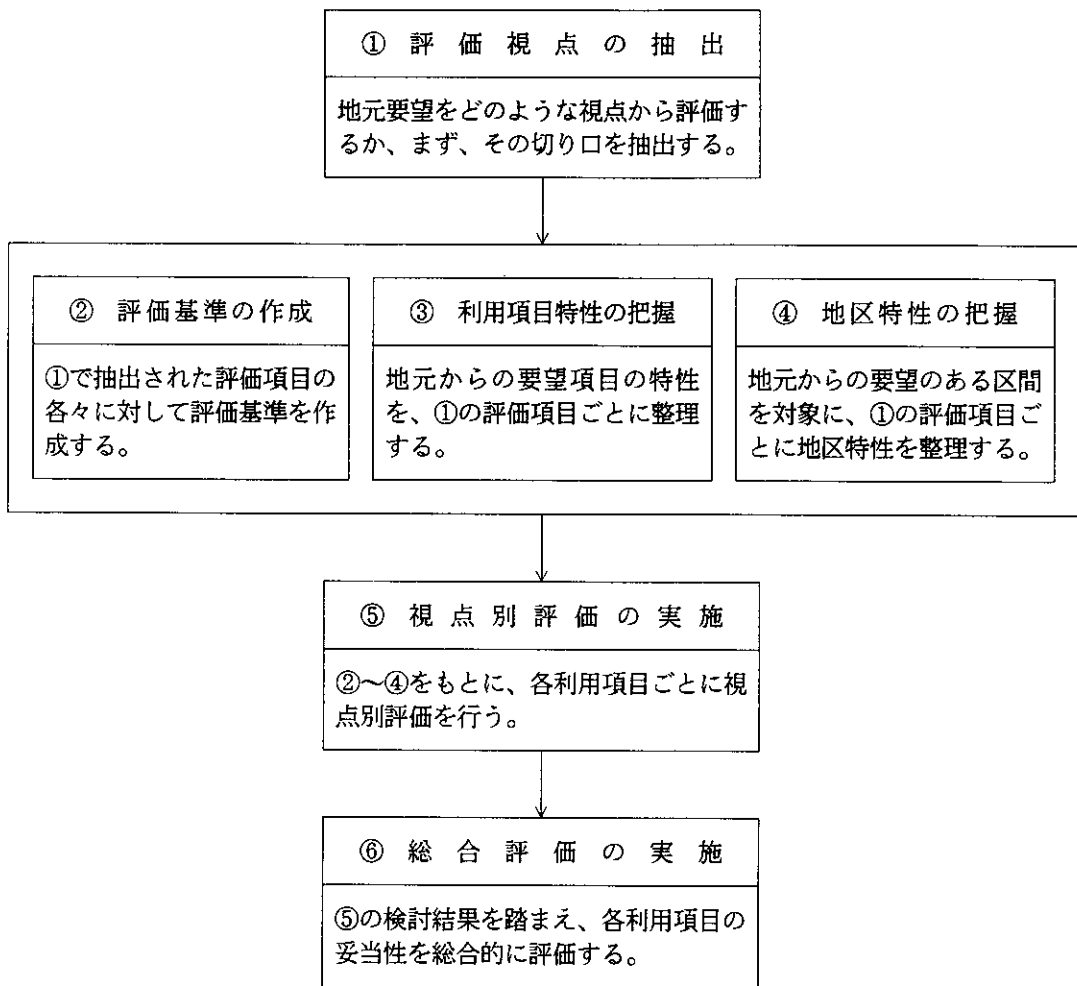 ① 評価視点の抽出
地元要望をどのような視点から評価す
るか、まず、その切り口を抽出する。
② 評価基準の作成
①で抽出された評価項目の
各々に対して評価基準を作
成する。
③ 利用項目特性の把握
地元からの要望項目の特性
を、①の評価項目ごとに整理
する。
④ 地区特性の把握
地元からの要望のある区間
を対象に、①の評価項目ご
とに地区特性を整理する。
⑤ 視点別評価の実施
②～④をもとに、各利用項目ごとに視
点別評価を行う。
⑥ 総合評価の実施
⑤の検討結果を踏まえ、各利用項目の
妥当性を総合的に評価する。